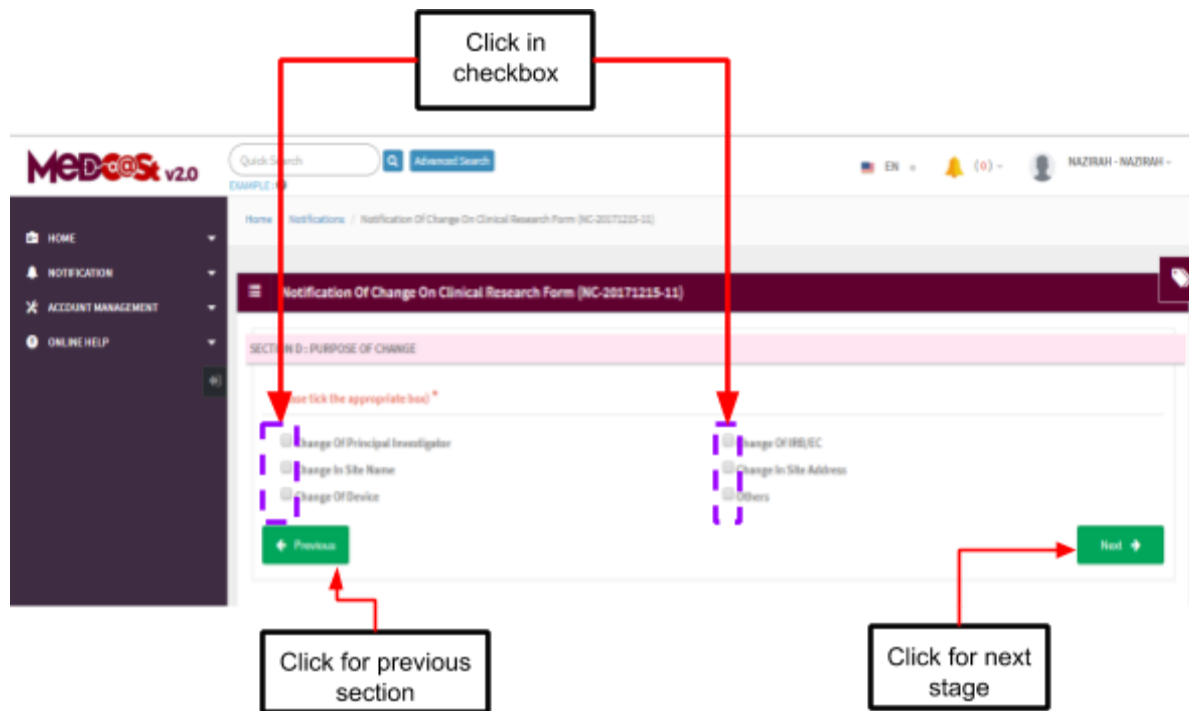 Click in
checkbox
MeDC@St v2.0
Quick Search
Advanced Search
EXAMPLE :
EN
(0)
NAZIRAH - NAZIRAH
Home / Notifications / Notification Of Change On Clinical Research Form (NC-20171215-11)
HOME
NOTIFICATION
ACCOUNT MANAGEMENT
ONLINE HELP
Notification Of Change On Clinical Research Form (NC-20171215-11)
SECTION D : PURPOSE OF CHANGE
tick the appropriate box) *
Change Of Principal Investigator
Change Of IRB/EC
Change In Site Name
Change In Site Address
Change Of Device
Others
Previous
Next
Click for previous
section
Click for next
stage